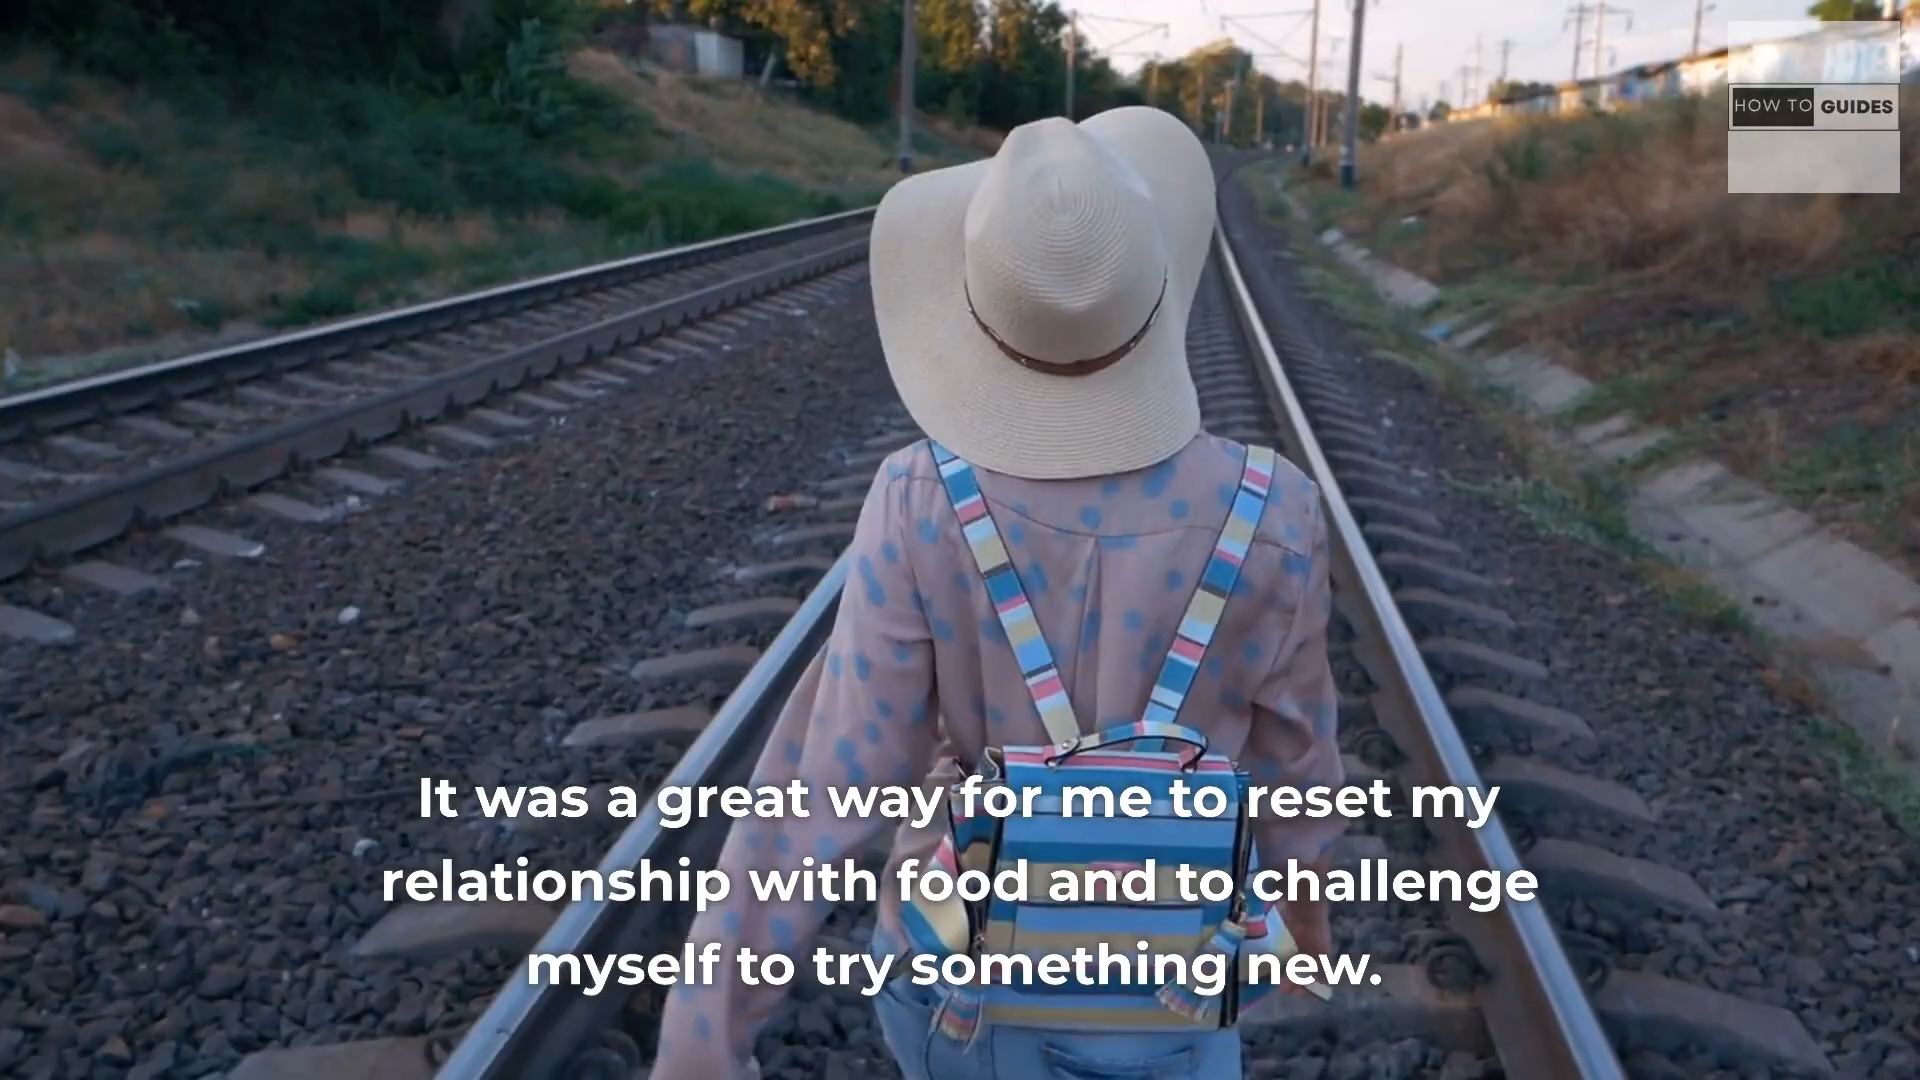 HOW TO GUIDES
It was a great way for me to reset my
relationship with food and to challenge
myself to try something new.